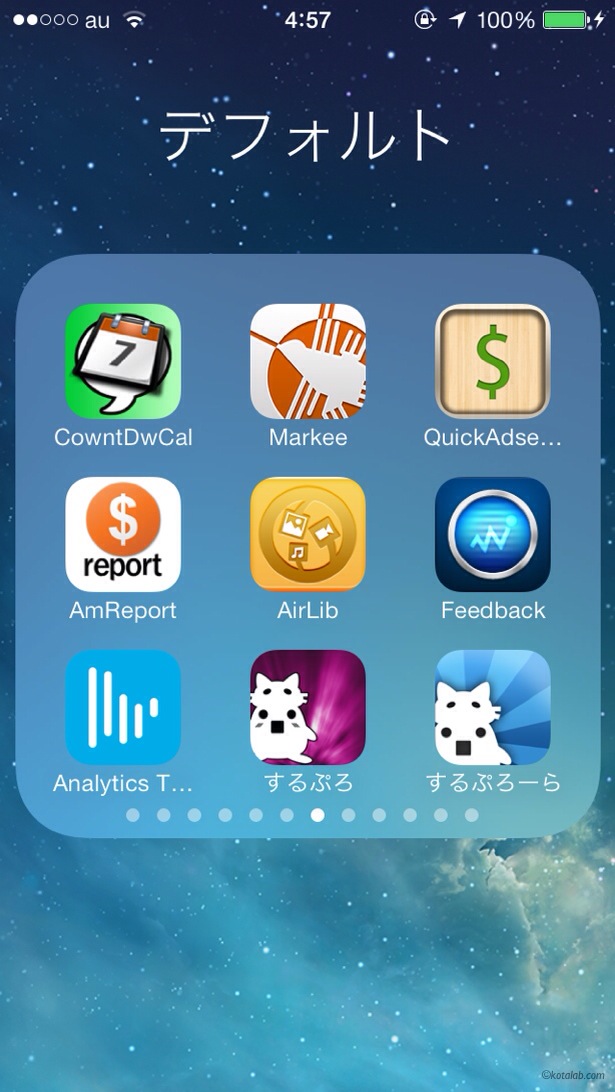 au 4:57 100%
デフォルト
7
$
CowntDwCal Markee QuickAdse...
$
report
AmReport AirLib Feedback
Analytics T... するぷろ するぷろーら
©kotalab.com